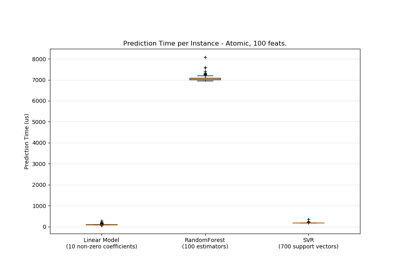 Prediction Time per Instance - Atomic, 100 feats.
Prediction Time (us)
8000
7000
6000
5000
4000
3000
2000
1000
0
Linear Model
(10 non-zero coefficients)
RandomForest
(100 estimators)
SVR
(700 support vectors)